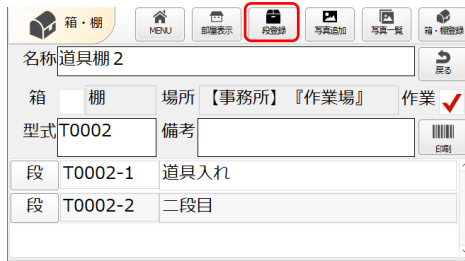 箱・棚 MENU 部屋表示 段登録 写真追加 写真一覧 箱・棚登録
名称 道具棚2 戻る
箱 棚 場所 【事務所】『作業場』 作業
型式 T0002 備考 印刷
段 T0002-1 道具入れ
段 T0002-2 二段目